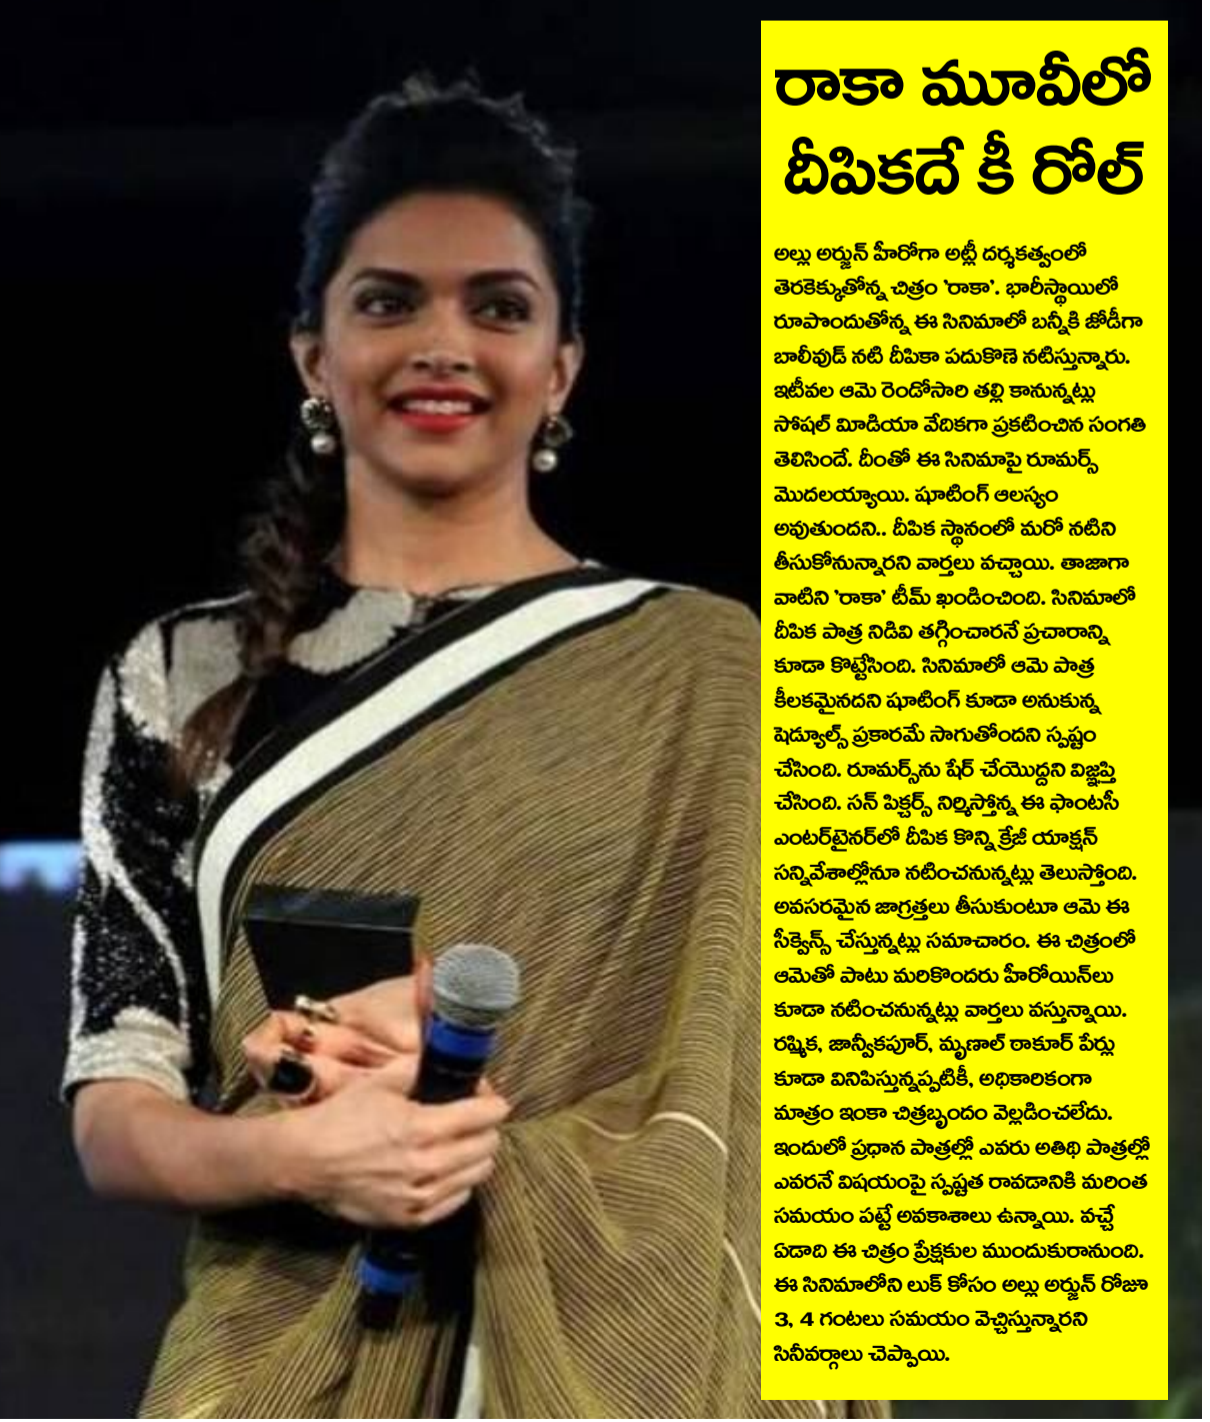 రాకా మూవీలో
దీపికదే కీ రోల్
అల్లు అర్జున్ హీరోగా అట్లీ దర్శకత్వంలో
తెరకెక్కుతోన్న చిత్రం 'రాకా'. భారీస్థాయిలో
రూపొందుతోన్న ఈ సినిమాలో బన్నీకి జోడీగా
బాలీవుడ్ నటి దీపికా పదుకొణె నటిస్తున్నారు.
ఇటీవల ఆమె రెండోసారి తల్లి కానున్నట్లు
సోషల్ మీడియా వేదికగా ప్రకటించిన సంగతి
తెలిసిందే. దీంతో ఈ సినిమాపై రూమర్స్
మొదలయ్యాయి. షూటింగ్ ఆలస్యం
అవుతుందని.. దీపిక స్థానంలో మరో నటిని
తీసుకోనున్నారని వార్తలు వచ్చాయి. తాజాగా
వాటిని 'రాకా' టీమ్ ఖండించింది. సినిమాలో
దీపిక పాత్ర నిడివి తగ్గించారనే ప్రచారాన్ని
కూడా కొట్టేసింది. సినిమాలో ఆమె పాత్ర
కీలకమైనదని షూటింగ్ కూడా అనుకున్న
షెడ్యూల్స్ ప్రకారమే సాగుతోందని స్పష్టం
చేసింది. రూమర్స్‌ను షేర్ చేయొద్దని విజ్ఞప్తి
చేసింది. సన్ పిక్చర్స్ నిర్మిస్తోన్న ఈ ఫాంటసీ
ఎంటర్‌టైనర్‌లో దీపిక కొన్ని క్రేజీ యాక్షన్
సన్నివేశాల్లోనూ నటించనున్నట్లు తెలుస్తోంది.
అవసరమైన జాగ్రత్తలు తీసుకుంటూ ఆమె ఈ
సీక్వెన్స్ చేస్తున్నట్లు సమాచారం. ఈ చిత్రంలో
ఆమెతో పాటు మరికొందరు హీరోయిన్‌లు
కూడా నటించనున్నట్లు వార్తలు వస్తున్నాయి.
రష్మిక, జాన్వీకపూర్, మృణాల్ ఠాకూర్ పేర్లు
కూడా వినిపిస్తున్నప్పటికీ, అధికారికంగా
మాత్రం ఇంకా చిత్రబృందం వెల్లడించలేదు.
ఇందులో ప్రధాన పాత్రల్లో ఎవరు అతిథి పాత్రల్లో
ఎవరనే విషయంపై స్పష్టత రావడానికి మరింత
సమయం పట్టే అవకాశాలు ఉన్నాయి. వచ్చే
ఏడాది ఈ చిత్రం ప్రేక్షకుల ముందుకురానుంది.
ఈ సినిమాలోని లుక్ కోసం అల్లు అర్జున్ రోజూ
3, 4 గంటలు సమయం వెచ్చిస్తున్నారని
సినీవర్గాలు చెప్పాయి.